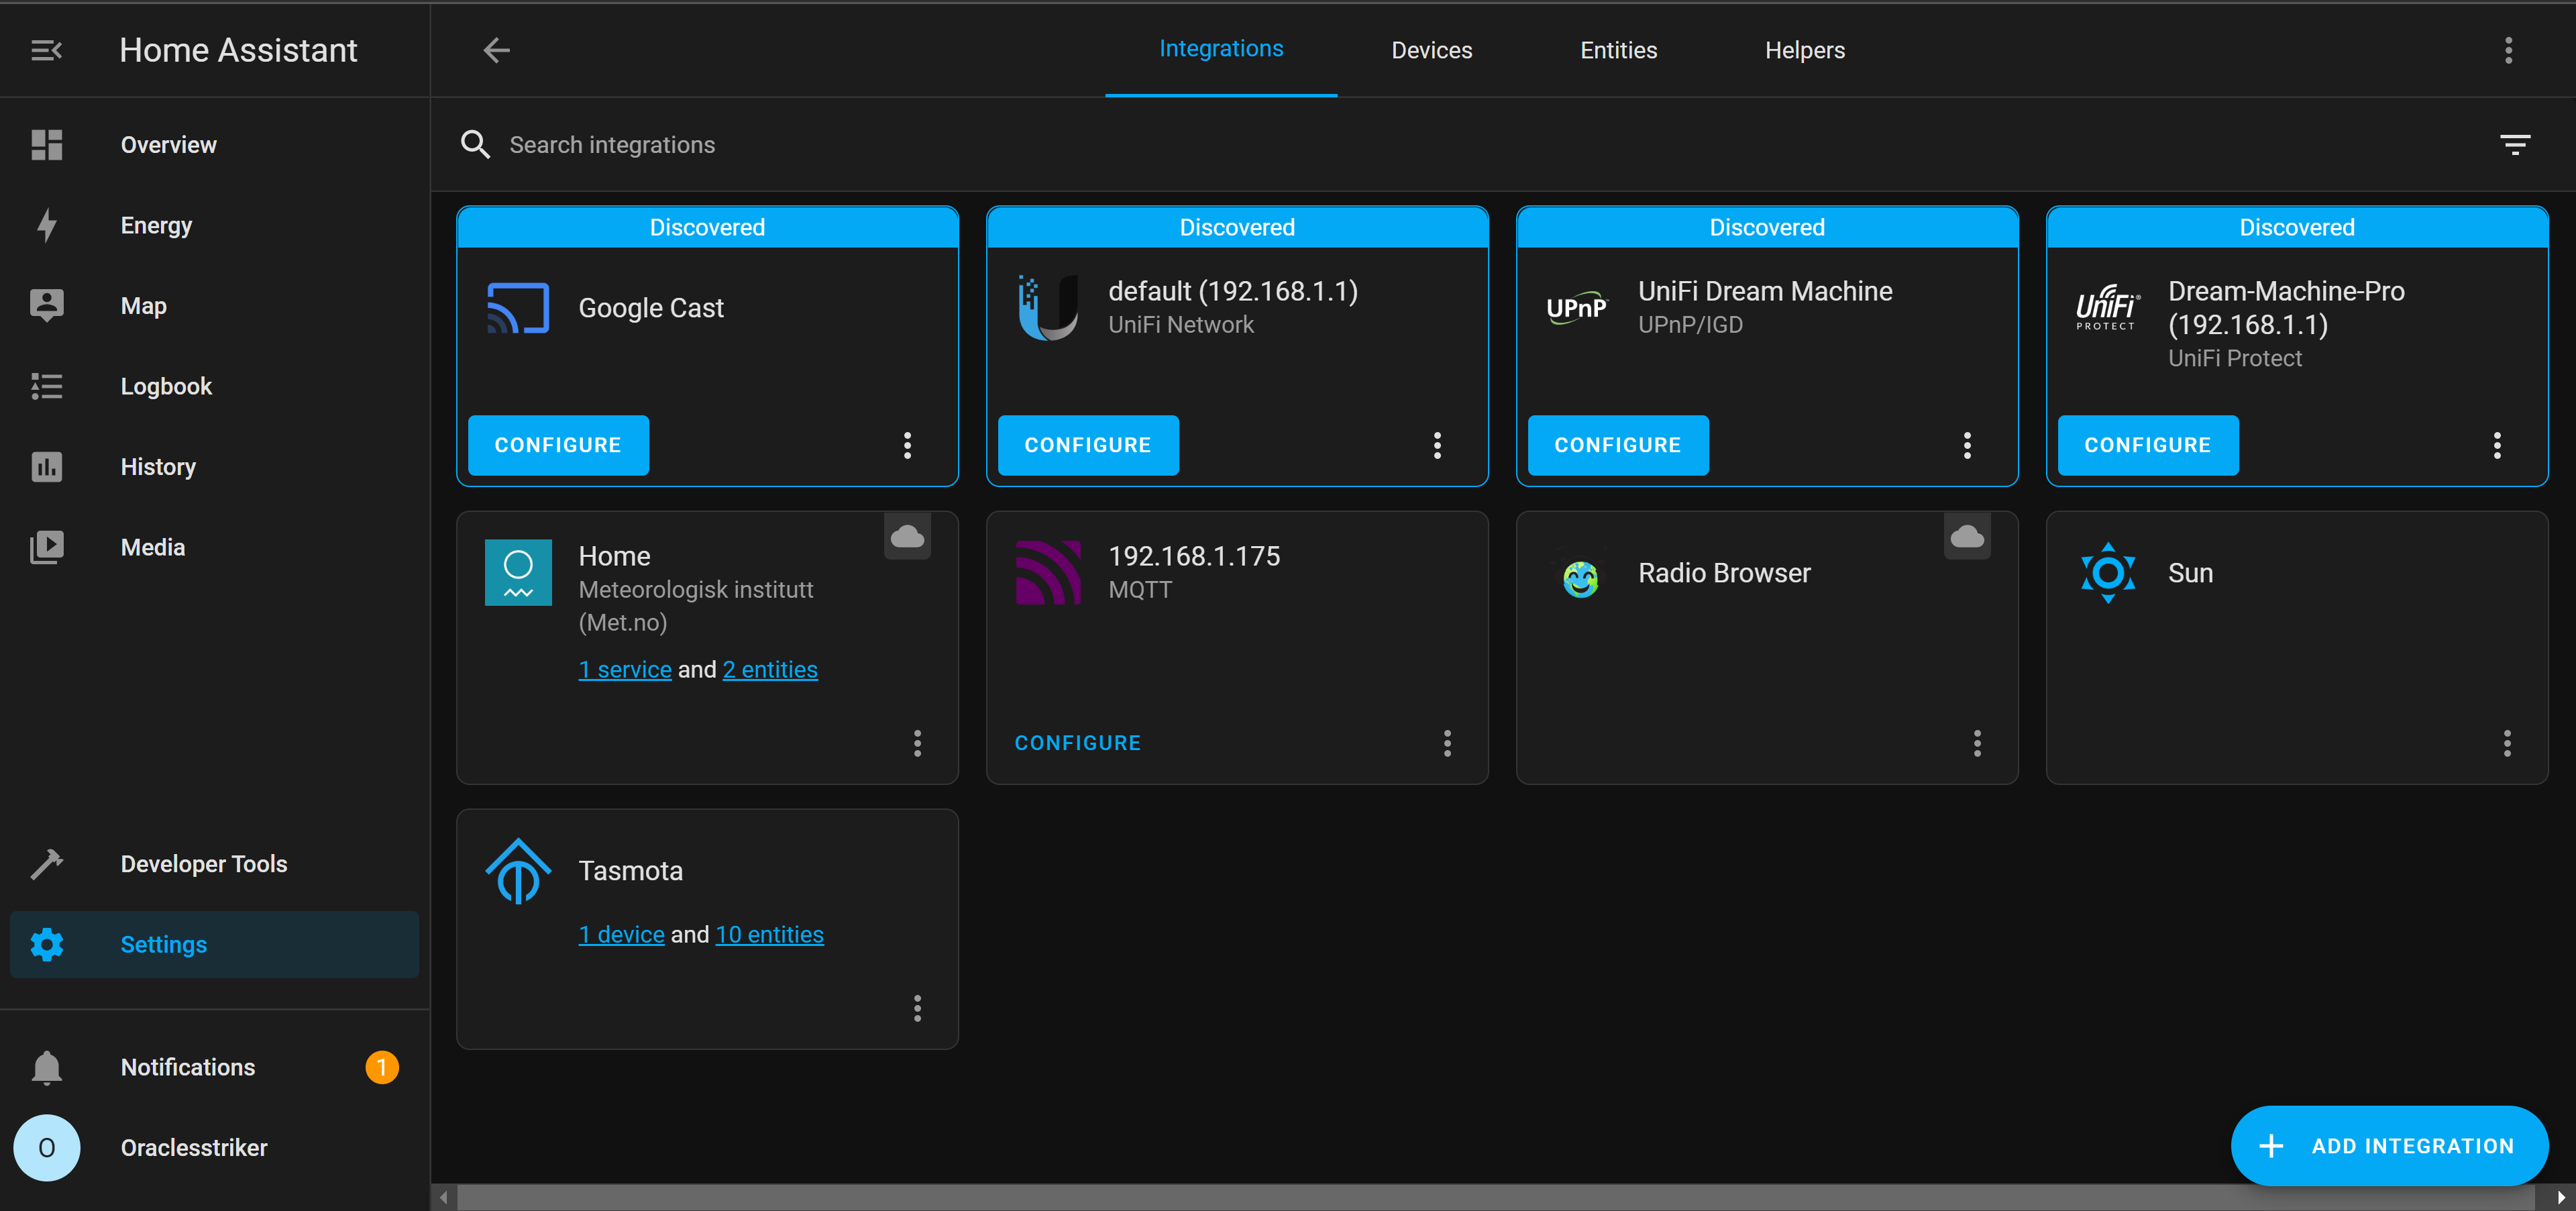 Home Assistant
Integrations
Devices
Entities
Helpers
Search integrations
Overview
Energy
Map
Logbook
History
Media
Developer Tools
Settings
Notifications
1
O
Oraclesstriker
Discovered
Google Cast
CONFIGURE
Discovered
default (192.168.1.1)
UniFi Network
CONFIGURE
Discovered
UPnP
UniFi Dream Machine
UPnP/IGD
CONFIGURE
Discovered
UniFi
PROTECT
Dream-Machine-Pro
(192.168.1.1)
UniFi Protect
CONFIGURE
Home
Meteorologisk institutt
(Met.no)
1 service and 2 entities
192.168.1.175
MQTT
CONFIGURE
Radio Browser
Sun
Tasmota
1 device and 10 entities
ADD INTEGRATION